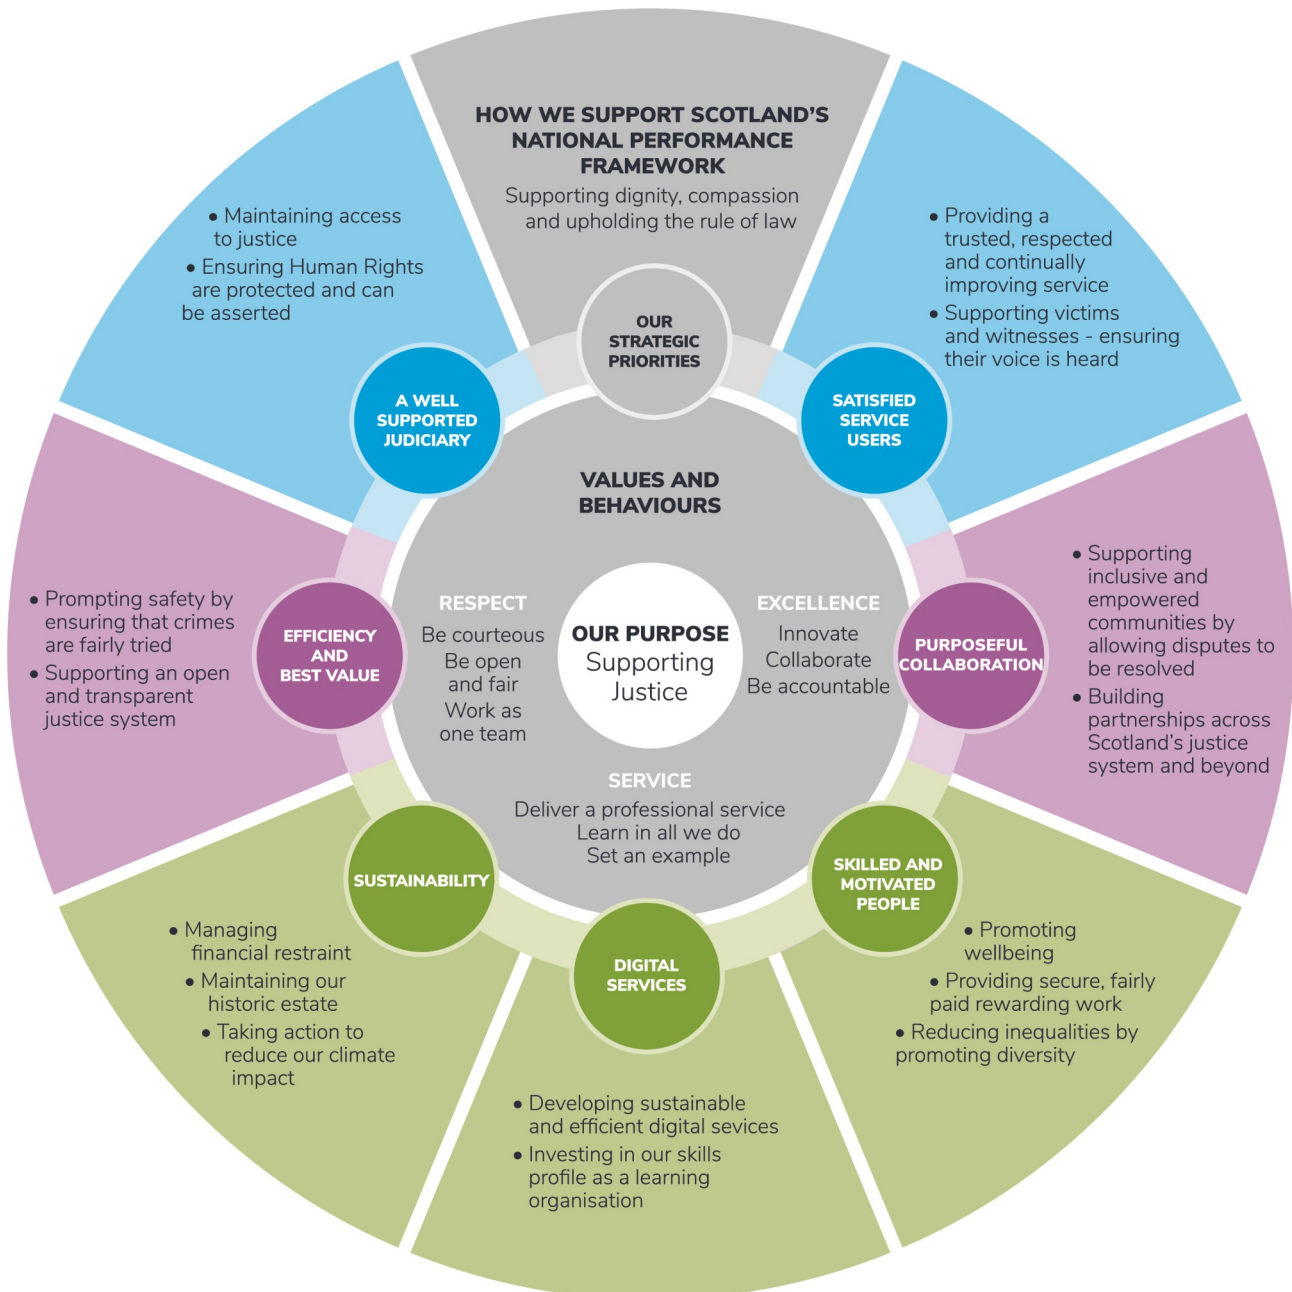 HOW WE SUPPORT SCOTLAND'S
NATIONAL PERFORMANCE
FRAMEWORK
Supporting dignity, compassion
and upholding the rule of law
OUR
STRATEGIC
PRIORITIES
• Providing a
trusted, respected
and continually
improving service
• Supporting victims
and witnesses - ensuring
their voice is heard
SATISFIED
SERVICE
USERS
• Supporting
inclusive and
empowered
communities by
allowing disputes to
be resolved
• Building
partnerships across
Scotland's justice
system and beyond
PURPOSEFUL
COLLABORATION
SKILLED AND
MOTIVATED
PEOPLE
• Promoting
wellbeing
• Providing secure, fairly
paid rewarding work
• Reducing inequalities by
promoting diversity
DIGITAL
SERVICES
• Developing sustainable
and efficient digital sevices
• Investing in our skills
profile as a learning
organisation
SUSTAINABILITY
• Managing
financial restraint
• Maintaining our
historic estate
• Taking action to
reduce our climate
impact
EFFICIENCY
AND
BEST VALUE
• Prompting safety by
ensuring that crimes
are fairly tried
• Supporting an open
and transparent
justice system
• Maintaining access
to justice
• Ensuring Human Rights
are protected and can
be asserted
A WELL
SUPPORTED
JUDICIARY
VALUES AND
BEHAVIOURS
RESPECT
Be courteous
Be open
and fair
Work as
one team
OUR PURPOSE
Supporting
Justice
EXCELLENCE
Innovate
Collaborate
Be accountable
SERVICE
Deliver a professional service
Learn in all we do
Set an example